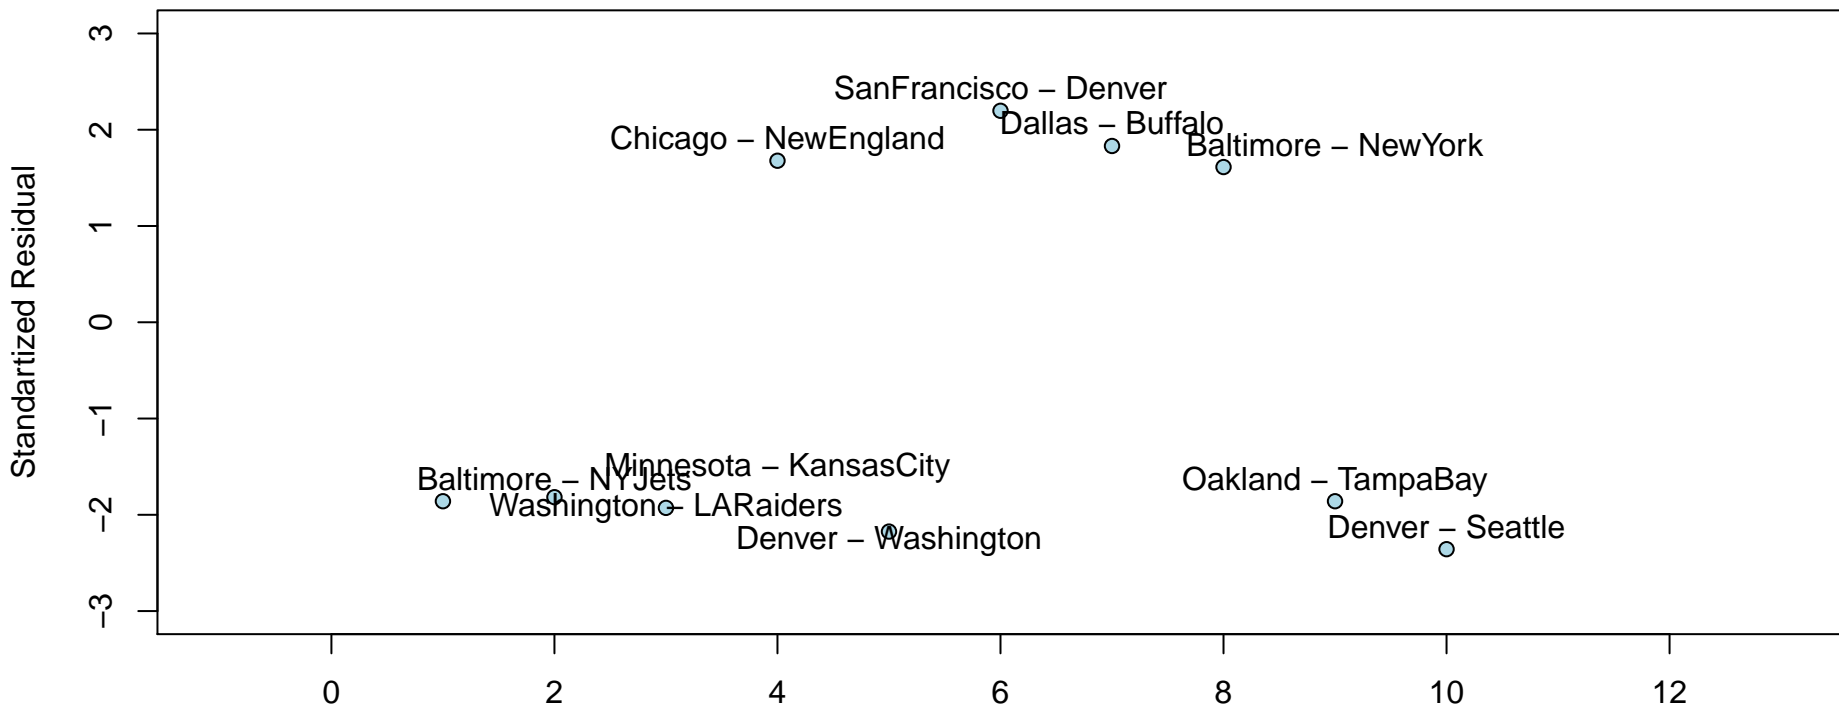 Standartized Residual
3
2
1
0
−1
−2
−3
SanFrancisco − Denver
Dallas − Buffalo
Chicago − NewEngland
Baltimore − NewYork
Minnesota − KansasCity
Baltimore − NYJets
Oakland − TampaBay
Washington − LARaiders
Denver − Seattle
Denver − Washington
0 2 4 6 8 10 12